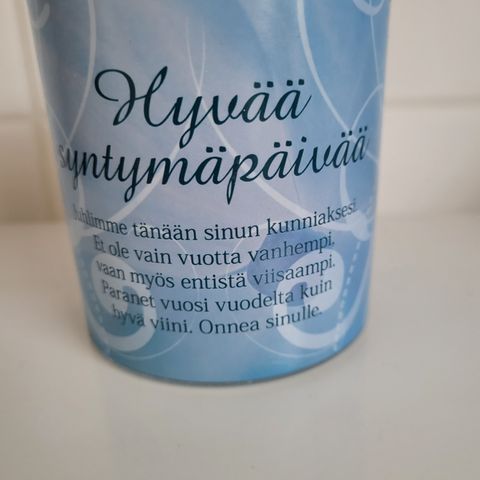 Hyvää
syntymäpäivää
Juhlimme tänään sinun kunniaksesi.
Et ole vain vuotta vanhempi,
vaan myös entistä viisaampi.
Paranet vuosi vuodelta kuin
hyvä viini. Onnea sinulle.